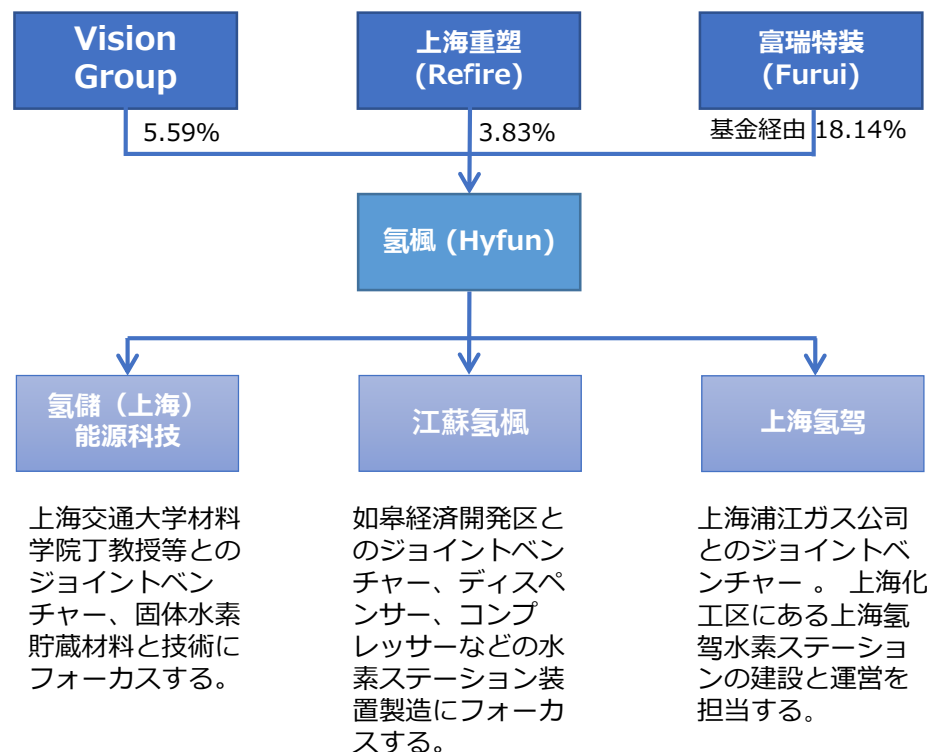 Vision
Group
上海重塑
(Refire)
富瑞特装
(Furui)
5.59%
3.83%
基金経由 18.14%
氢楓 (Hyfun)
氢儲（上海）
能源科技
江蘇氢楓
上海氢驾
上海交通大学材料
学院丁教授等との
ジョイントベン
チャー、固体水素
貯蔵材料と技術に
フォーカスする。
如皋経済開発区と
のジョイントベン
チャー、ディスペ
ンサー、コンプ
レッサーなどの水
素ステーション装
置製造にフォーカ
スする。
上海浦江ガス公司
とのジョイントベ
ンチャー 。 上海化
工区にある上海氢
驾水素ステーショ
ンの建設と運営を
担当する。